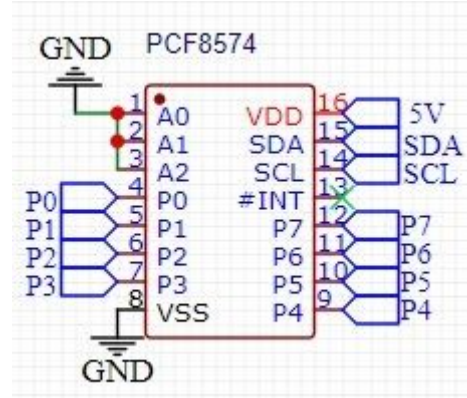 GND PCF8574
1 A0 VDD 16 5V
2 A1 SDA 15 SDA
3 A2 SCL 14 SCL
P0 4 P0 #INT 13
P1 5 P1 P7 12 P7
P2 6 P2 P6 11 P6
P3 7 P3 P5 10 P5
8 VSS P4 9 P4
GND